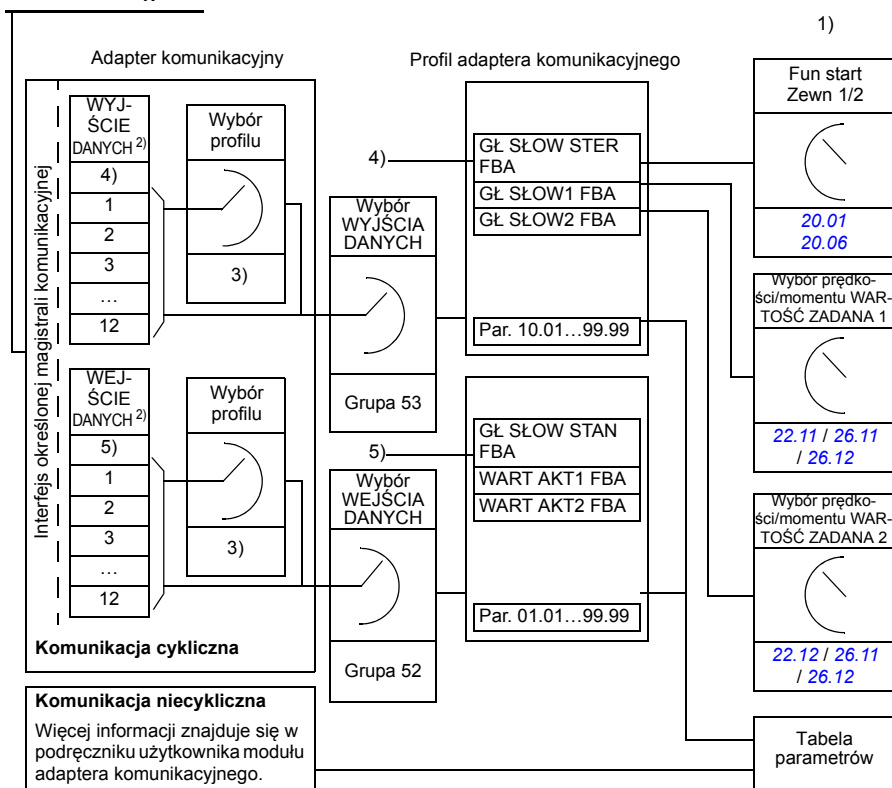 1)
Adapter komunikacyjny
Profil adaptera komunikacyjnego
Interfejs określonej magistrali komunikacyjnej
WYJ-
ŚCIE
DANYCH 2)
4)
1
2
3
…
12
Wybór
profilu
3)
WEJ-
ŚCIE
DANYCH 2)
5)
1
2
3
…
12
Wybór
profilu
3)
Komunikacja cykliczna
Wybór
WYJŚCIA
DANYCH
Grupa 53
Wybór
WEJŚCIA
DANYCH
Grupa 52
4)
GŁ SŁOW STER
FBA
GŁ SŁOW1 FBA
GŁ SŁOW2 FBA
Par. 10.01…99.99
5)
GŁ SŁOW STAN
FBA
WART AKT1 FBA
WART AKT2 FBA
Par. 01.01…99.99
Fun start
Zewn 1/2
20.01
20.06
Wybór prędko-
ści/momentu WAR-
TOŚĆ ZADANA 1
22.11 / 26.11
/ 26.12
Wybór prędko-
ści/momentu WAR-
TOŚĆ ZADANA 2
22.12 / 26.11
/ 26.12
Komunikacja niecykliczna
Więcej informacji znajduje się w
podręczniku użytkownika modułu
adaptera komunikacyjnego.
Tabela
parametrów